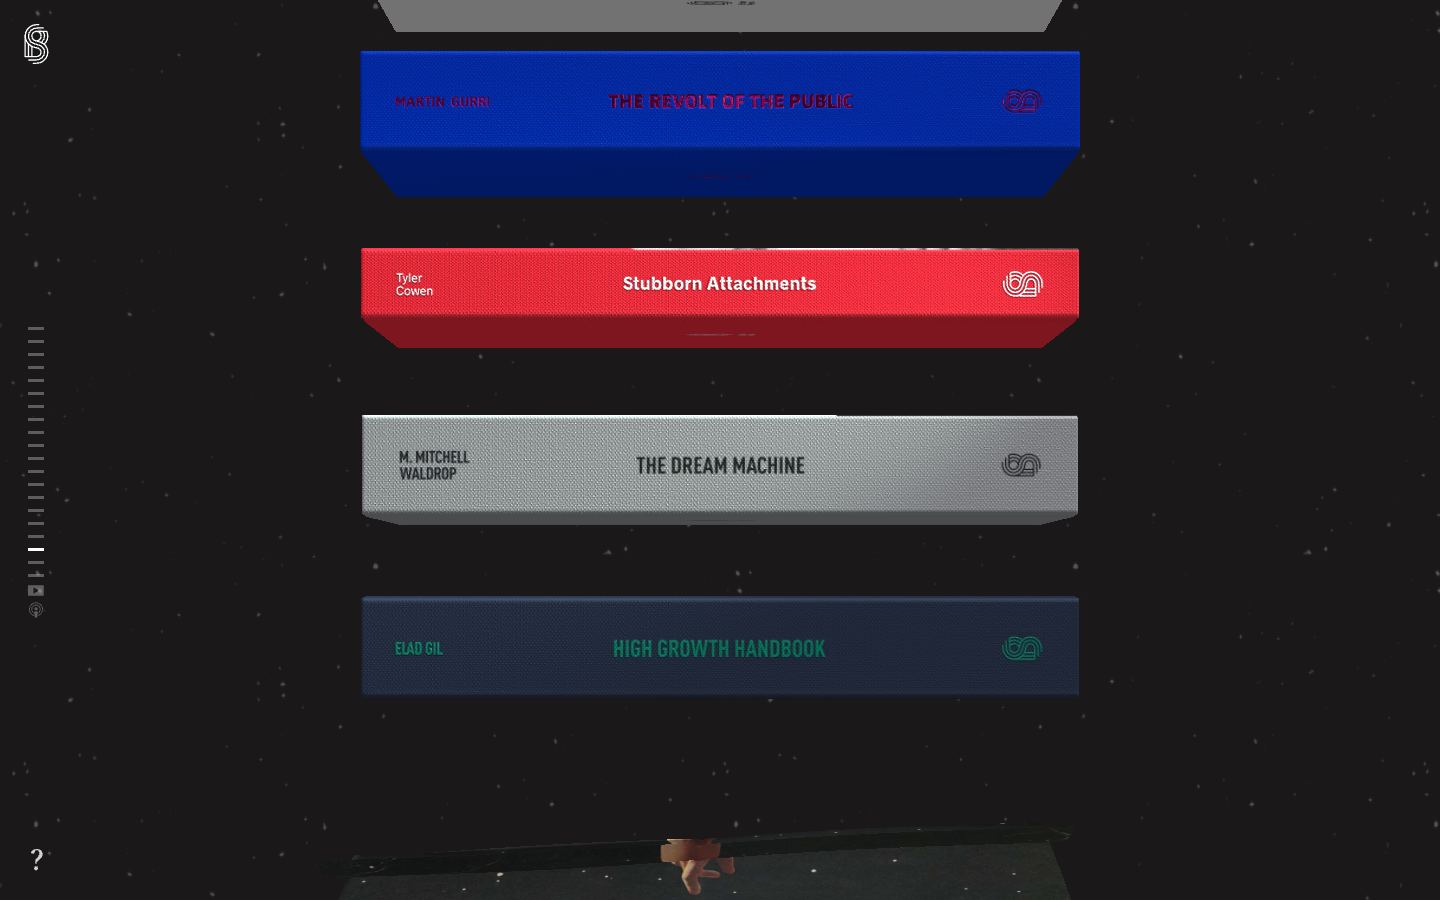 MARTIN GURRI
THE REVOLT OF THE PUBLIC
Tyler
Cowen
Stubborn Attachments
M. MITCHELL
WALDROP
THE DREAM MACHINE
ELAD GIL
HIGH GROWTH HANDBOOK
?